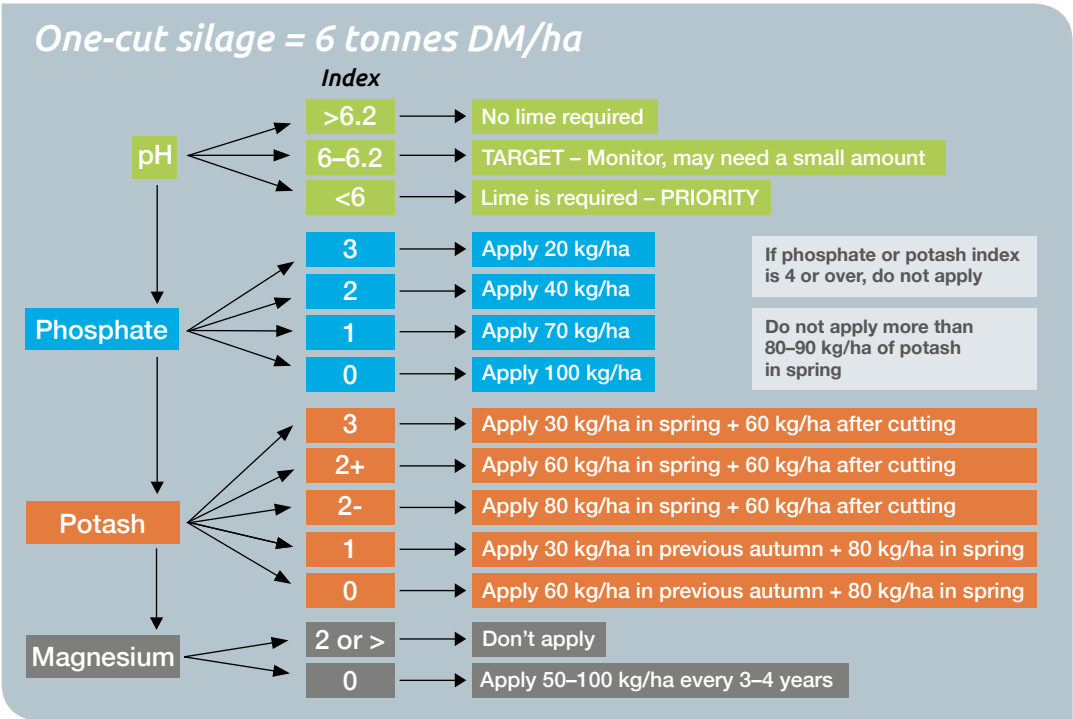 One-cut silage = 6 tonnes DM/ha
Index
pH
>6.2
No lime required
6–6.2
TARGET – Monitor, may need a small amount
<6
Lime is required – PRIORITY
Phosphate
3
Apply 20 kg/ha
2
Apply 40 kg/ha
1
Apply 70 kg/ha
0
Apply 100 kg/ha
If phosphate or potash index
is 4 or over, do not apply
Do not apply more than
80–90 kg/ha of potash
in spring
Potash
3
Apply 30 kg/ha in spring + 60 kg/ha after cutting
2+
Apply 60 kg/ha in spring + 60 kg/ha after cutting
2-
Apply 80 kg/ha in spring + 60 kg/ha after cutting
1
Apply 30 kg/ha in previous autumn + 80 kg/ha in spring
0
Apply 60 kg/ha in previous autumn + 80 kg/ha in spring
Magnesium
2 or >
Don’t apply
0
Apply 50–100 kg/ha every 3–4 years